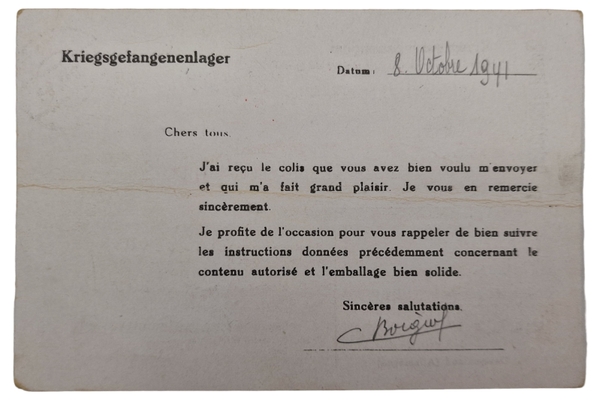 Kriegsgefangenenlager
Datum: 8. Octobre 1941
Chers tous.
J'ai reçu le colis que vous avez bien voulu m'envoyer
et qui m'a fait grand plaisir. Je vous en remercie
sincèrement.
Je profite de l'occasion pour vous rappeler de bien suivre
les instructions données précédemment concernant le
contenu autorisé et l'emballage bien solide.
Sincères salutations.